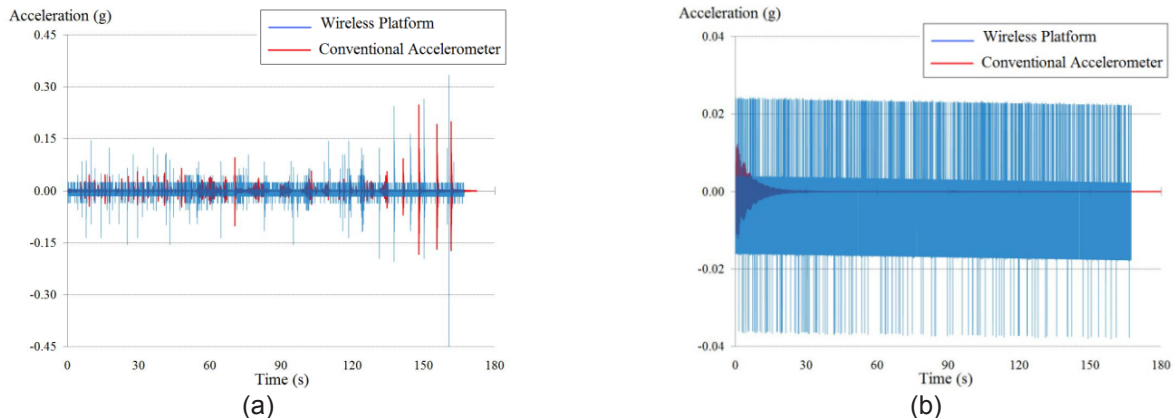 Acceleration (g)
Wireless Platform
Conventional Accelerometer
0.45
0.30
0.15
0.00
-0.15
-0.30
-0.45
0 30 60 90 120 150 180
Time (s)
(a)
Acceleration (g)
Wireless Platform
Conventional Accelerometer
0.04
0.02
0.00
-0.02
-0.04
0 30 60 90 120 150 180
Time (s)
(b)